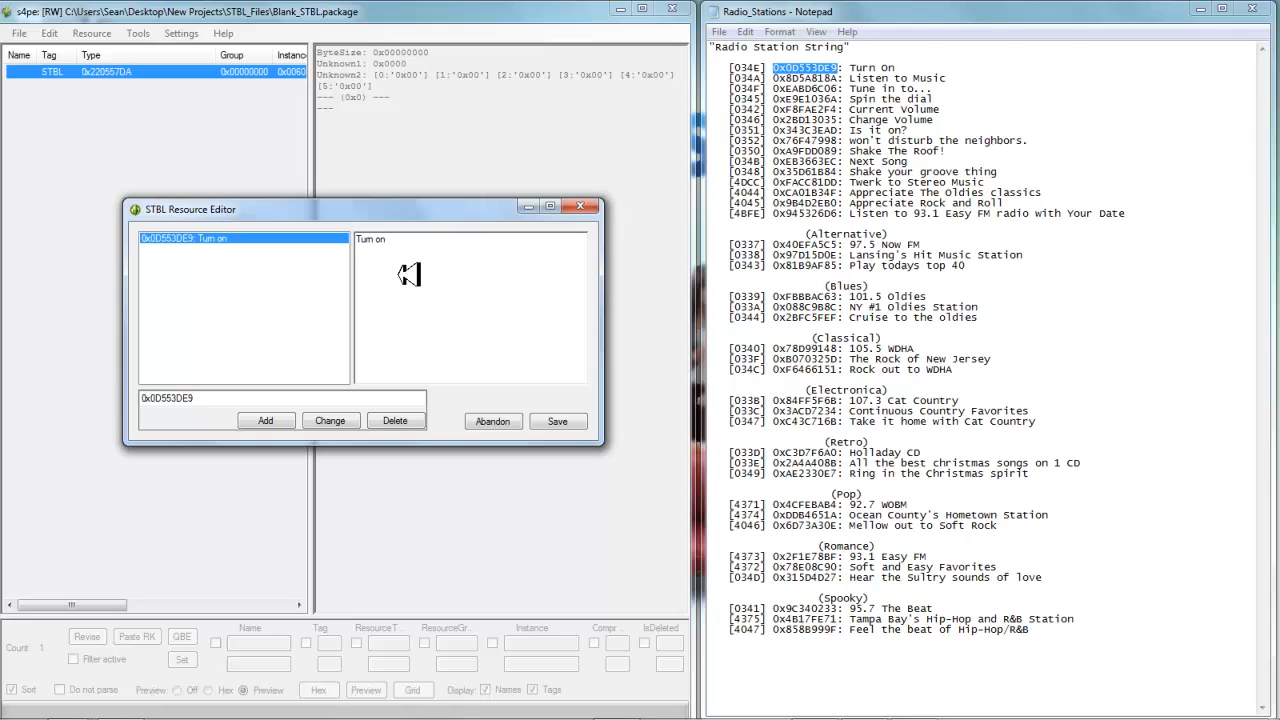 s4pe: [RW] C:\Users\Sean\Desktop\New Projects\STBL_Files\Blank_STBL.package
File Edit Resource Tools Settings Help
Name Tag Type Group Instanc
STBL 0x220557DA 0x00000000 0x0060
ByteSize: 0x00000000
Unknown1: 0x0000
Unknown2: [0:'0x00'] [1:'0x00'] [2:'0x00'] [3:'0x00'] [4:'0x00']
[5:'0x00']
--- (0x0) ---
---
STBL Resource Editor
0x0D553DE9: Turn on
Turn on
0x0D553DE9
Add Change Delete Abandon Save
Count 1
Revise Paste RK QBE
Filter active Set
Name Tag ResourceT... ResourceGr... Instance Compr... IsDeleted
Sort Do not parse Preview: Off Hex Preview Hex Preview Grid Display: Names Tags
Radio_Stations - Notepad
File Edit Format View Help
"Radio Station String"
[034E] 0x0D553DE9: Turn On
[034A] 0x8D5A818A: Listen to Music
[034F] 0xEABD6C06: Tune in to...
[0345] 0xE9E1036A: Spin the dial
[0342] 0xF8FAE2F4: Current Volume
[0346] 0x2BD13035: Change Volume
[0351] 0x343C3EAD: Is it on?
[0352] 0x76F47998: won't disturb the neighbors.
[0350] 0xA9FDD089: Shake The Roof!
[034B] 0xEB3663EC: Next Song
[0348] 0x35D61B84: Shake your groove thing
[4DCC] 0xFACC81DD: Twerk to Stereo Music
[4044] 0xCA01B34F: Appreciate The Oldies classics
[4045] 0x9B4D2EB0: Appreciate Rock and Roll
[4BFE] 0x945326D6: Listen to 93.1 Easy FM radio with Your Date
(Alternative)
[0337] 0x40EFA5C5: 97.5 Now FM
[0338] 0x97D15D0E: Lansing's Hit Music Station
[0343] 0x81B9AF85: Play todays top 40
(Blues)
[0339] 0xFBBBAC63: 101.5 Oldies
[033A] 0x088C9B8C: NY #1 Oldies Station
[0344] 0x2BFC5FEF: Cruise to the oldies
(Classical)
[0340] 0x78D99148: 105.5 WDHA
[033F] 0xB070325D: The Rock of New Jersey
[034C] 0xF6466151: Rock out to WDHA
(Electronica)
[033B] 0x84FF5F6B: 107.3 Cat Country
[033C] 0x3ACD7234: Continuous Country Favorites
[0347] 0xC43C716B: Take it home with Cat Country
(Retro)
[033D] 0xC3D7F6A0: Holladay CD
[033E] 0x2A4A408B: All the best christmas songs on 1 CD
[0349] 0xAE2330E7: Ring in the Christmas spirit
(Pop)
[4371] 0x4CFEBAB4: 92.7 WOBM
[4374] 0xDDB4651A: Ocean County's Hometown Station
[4046] 0x6D73A30E: Mellow out to Soft Rock
(Romance)
[4373] 0x2F1E78BF: 93.1 Easy FM
[4372] 0x78E08C90: Soft and Easy Favorites
[034D] 0x315D4D27: Hear the Sultry sounds of love
(Spooky)
[0341] 0x9C340233: 95.7 The Beat
[4375] 0x4B17FE71: Tampa Bay's Hip-Hop and R&B Station
[4047] 0x858B999F: Feel the beat of Hip-Hop/R&B